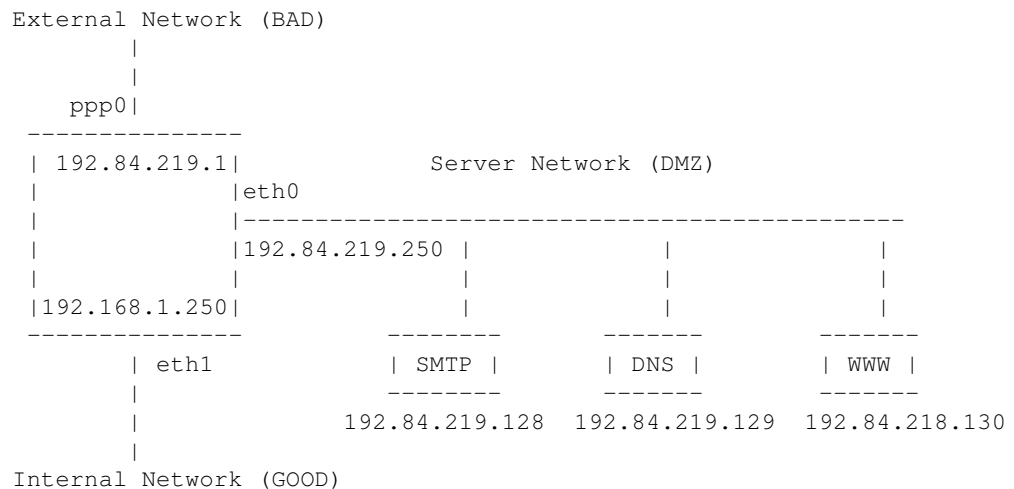 External Network (BAD)
ppp0
192.84.219.1 Server Network (DMZ)
eth0
192.84.219.250
192.168.1.250
eth1 SMTP DNS WWW
192.84.219.128 192.84.219.129 192.84.218.130
Internal Network (GOOD)